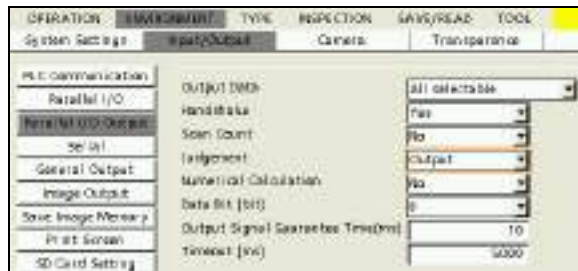 OPERATION ENVIRONMENT TYPE INSPECTION SAVE/READ TOOL
System Settings Input/Output Camera Transparence
PLC Communication
Parallel I/O
Parallel I/O Output
Serial
General Output
Image Output
Save Image Memory
Print Screen
SD Card Setting
Output Data All selectable
Handshake Yes
Scan Count No
Judgement Output
Numerical Calculation No
Data Bit [bit] 8
Output Signal Guarantee Time[ms] 10
Timeout [ms] 5000